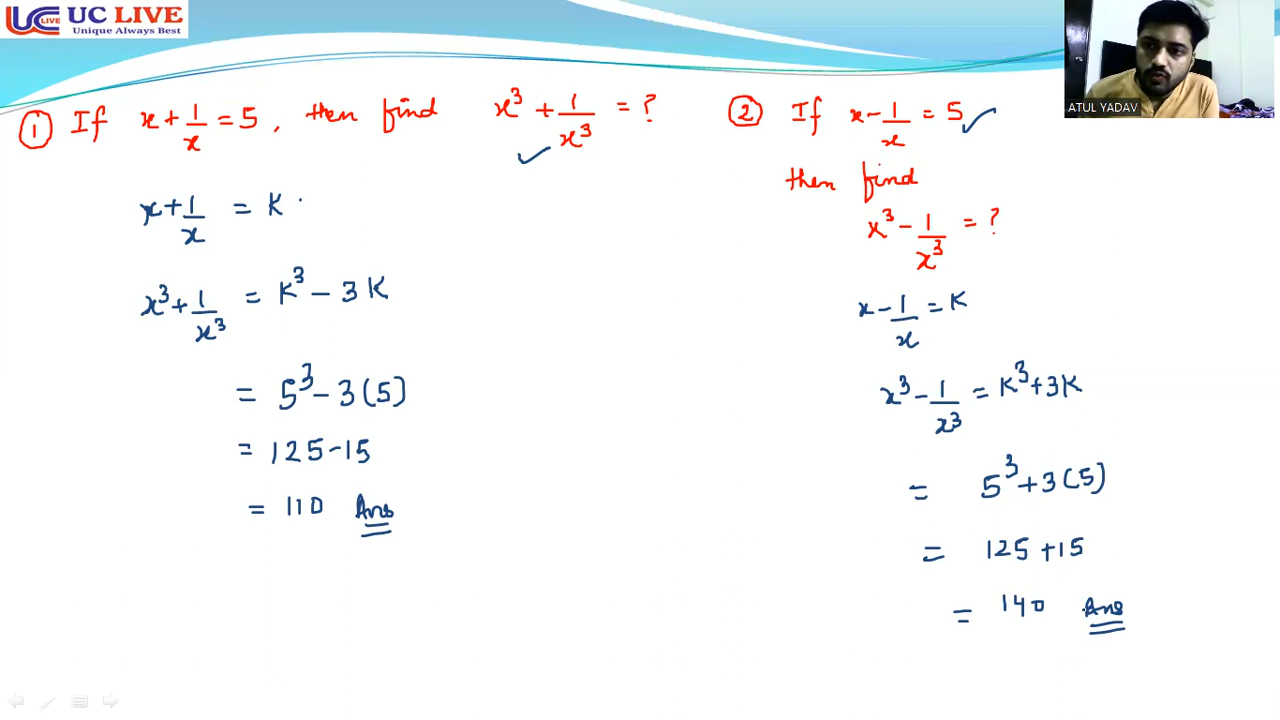 UC LIVE
Unique Always Best
ATUL YADAV
① If x + 1/x = 5, then find x³ + 1/x³ = ?
x + 1/x = K
x³ + 1/x³ = K³ - 3K
= 5³ - 3(5)
= 125 - 15
= 110 Ans
② If x - 1/x = 5
then find
x³ - 1/x³ = ?
x - 1/x = K
x³ - 1/x³ = K³ + 3K
= 5³ + 3(5)
= 125 + 15
= 140 Ans